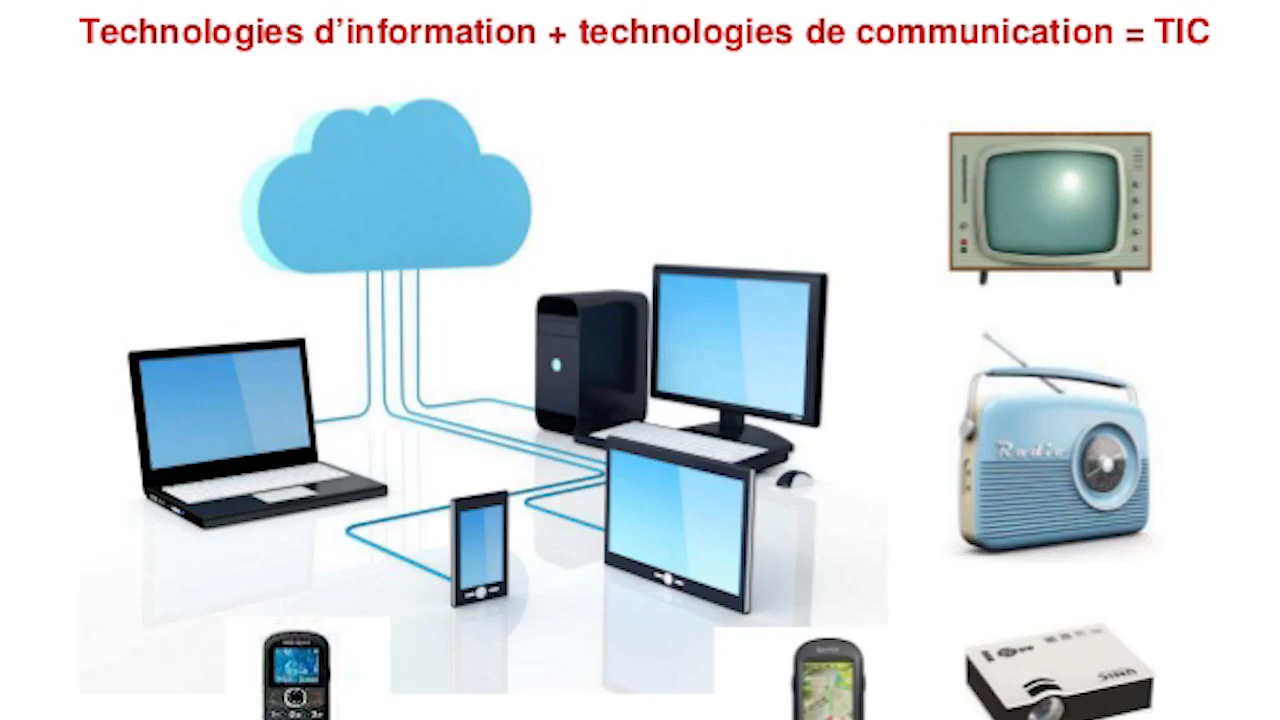 Technologies d’information + technologies de communication = TIC
Radio